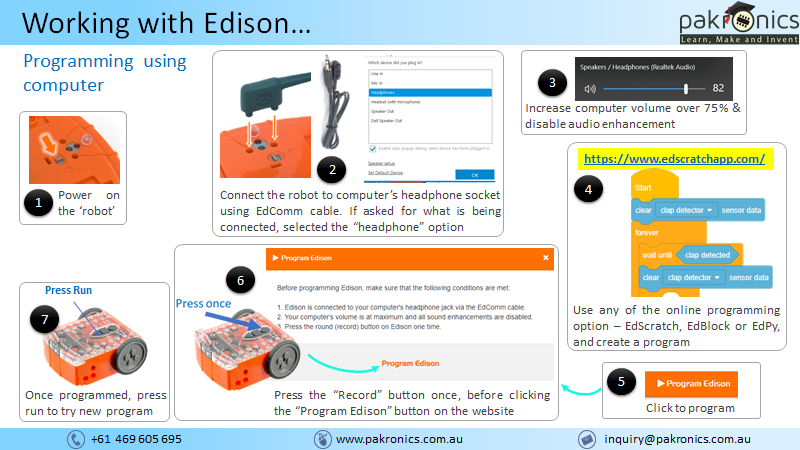 Working with Edison…
pakronics
Learn, Make and Invent
Programming using
computer
1
Power on
the ‘robot’
2
Which device did you plug in?
Line In
Mic In
Headphones
Headset (with microphone)
Speaker Out
Dell Speaker Out
Enable auto popup dialog, when device has been plugged in
Speaker setup
Set Default Device
OK
Connect the robot to computer’s headphone socket
using EdComm cable. If asked for what is being
connected, selected the “headphone” option
3
Speakers / Headphones (Realtek Audio)
82
Increase computer volume over 75% &
disable audio enhancement
https://www.edscratchapp.com/
4
Start
clear clap detector sensor data
forever
wait until clap detected
clear clap detector sensor data
Use any of the online programming
option – EdScratch, EdBlock or EdPy,
and create a program
5
Program Edison
Click to program
6
Press once
Program Edison
Before programming Edison, make sure that the following conditions are met:
1. Edison is connected to your computer's headphone jack via the EdComm cable.
2. Your computer's volume is at maximum and all sound enhancements are disabled.
3. Press the round (record) button on Edison one time.
Program Edison
Press the “Record” button once, before clicking
the “Program Edison” button on the website
7
Press Run
Once programmed, press
run to try new program
+61 469 605 695
www.pakronics.com.au
inquiry@pakronics.com.au